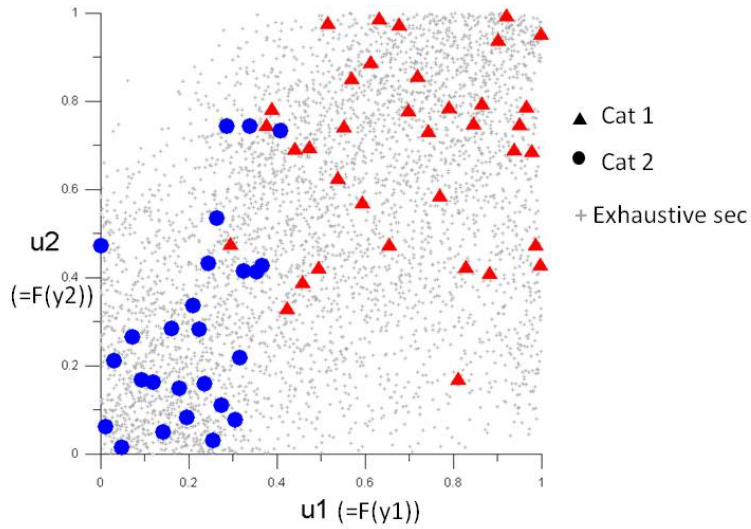 1
0.8
0.6
u2
0.4
(=F(y2))
0.2
0
0 0.2 0.4 0.6 0.8 1
u1 (=F(y1))
Cat 1
Cat 2
+ Exhaustive sec